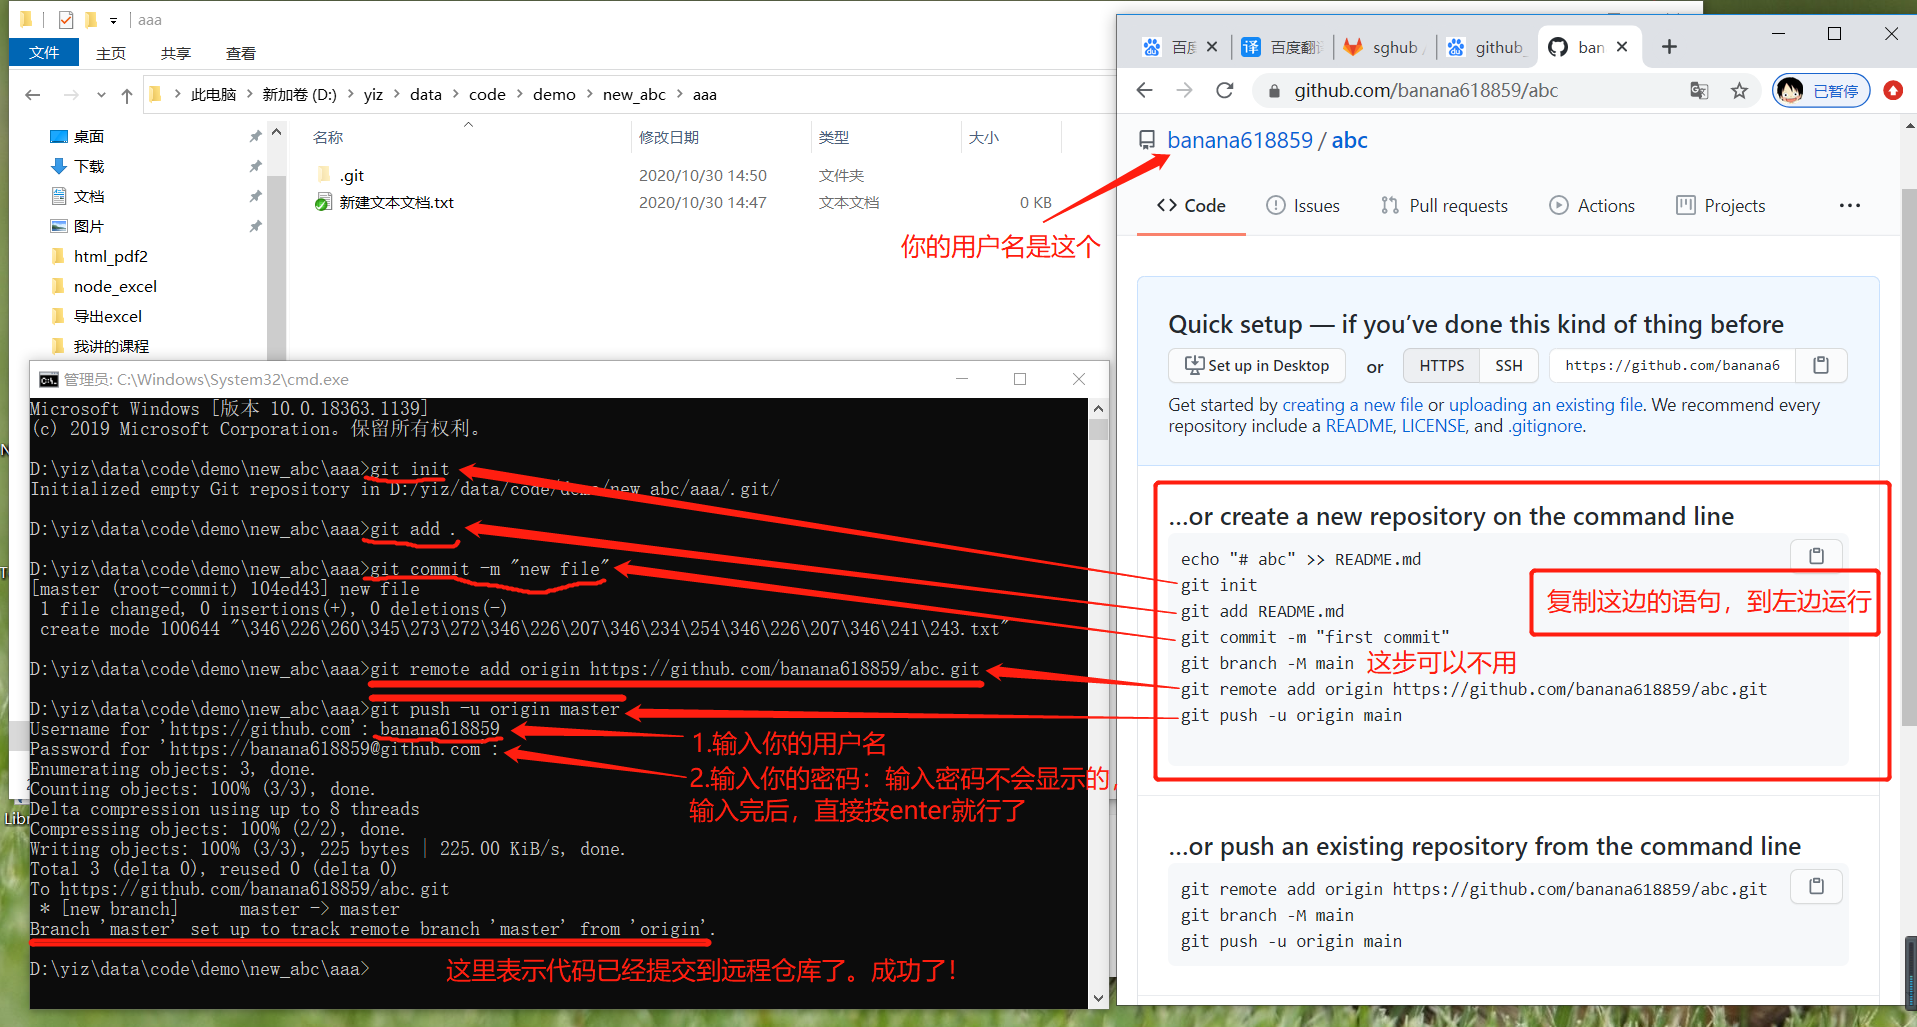 aaa
文件 主页 共享 查看
此电脑 > 新加卷 (D:) > yiz > data > code > demo > new_abc > aaa
桌面
下载
文档
图片
html_pdf2
node_excel
导出excel
我讲的课程
名称 修改日期 类型 大小
.git 2020/10/30 14:50 文件夹
新建文本文档.txt 2020/10/30 14:47 文本文档 0 KB
你的用户名是这个
管理员: C:\Windows\System32\cmd.exe
Microsoft Windows [版本 10.0.18363.1139]
(c) 2019 Microsoft Corporation。保留所有权利。
D:\yiz\data\code\demo\new_abc\aaa>git init
Initialized empty Git repository in D:/yiz/data/code/demo/new_abc/aaa/.git/
D:\yiz\data\code\demo\new_abc\aaa>git add .
D:\yiz\data\code\demo\new_abc\aaa>git commit -m "new file"
[master (root-commit) 104ed43] new file
1 file changed, 0 insertions(+), 0 deletions(-)
create mode 100644 "\346\226\260\345\273\272\346\226\207\346\234\254\346\226\207\346\241\243.txt"
D:\yiz\data\code\demo\new_abc\aaa>git remote add origin https://github.com/banana618859/abc.git
D:\yiz\data\code\demo\new_abc\aaa>git push -u origin master
Username for 'https://github.com': banana618859
Password for 'https://banana618859@github.com':
Enumerating objects: 3, done.
Counting objects: 100% (3/3), done.
Delta compression using up to 8 threads
Compressing objects: 100% (2/2), done.
Writing objects: 100% (3/3), 225 bytes | 225.00 KiB/s, done.
Total 3 (delta 0), reused 0 (delta 0)
To https://github.com/banana618859/abc.git
* [new branch] master -> master
Branch 'master' set up to track remote branch 'master' from 'origin'.
D:\yiz\data\code\demo\new_abc\aaa>
1.输入你的用户名
2.输入你的密码：输入密码不会显示的，
输入完后，直接按enter就行了
这里表示代码已经提交到远程仓库了。成功了！
Libr
百度 百度翻译 sghub github_ ban
github.com/banana618859/abc 已暂停
banana618859 / abc
Code Issues Pull requests Actions Projects
Quick setup — if you’ve done this kind of thing before
Set up in Desktop or HTTPS SSH https://github.com/banana6
Get started by creating a new file or uploading an existing file. We recommend every
repository include a README, LICENSE, and .gitignore.
…or create a new repository on the command line
echo "# abc" >> README.md
git init
复制这边的语句，到左边运行
git add README.md
git commit -m "first commit"
git branch -M main 这步可以不用
git remote add origin https://github.com/banana618859/abc.git
git push -u origin main
…or push an existing repository from the command line
git remote add origin https://github.com/banana618859/abc.git
git branch -M main
git push -u origin main